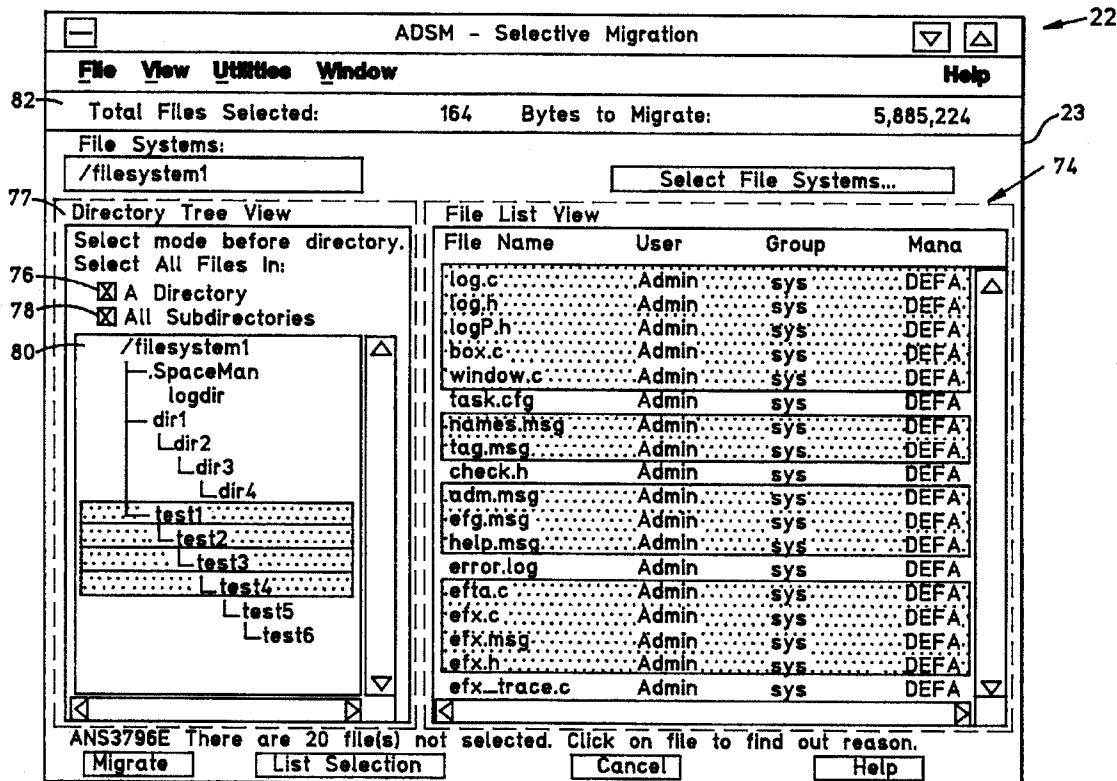 22
ADSM - Selective Migration
File View Utilities Window Help
82 Total Files Selected: 164 Bytes to Migrate: 5,885,224
23
File Systems:
/filesystem1 Select File Systems...
74
77 Directory Tree View
Select mode before directory.
Select All Files In:
76 A Directory
78 All Subdirectories
80 /filesystem1
.SpaceMan
logdir
dir1
dir2
dir3
dir4
test1
test2
test3
test4
test5
test6
File List View
File Name User Group Mana
log.c Admin sys DEFA
log.h Admin sys DEFA
logP.h Admin sys DEFA
box.c Admin sys DEFA
window.c Admin sys DEFA
task.cfg Admin sys DEFA
names.msg Admin sys DEFA
tag.msg Admin sys DEFA
check.h Admin sys DEFA
adm.msg Admin sys DEFA
efg.msg Admin sys DEFA
help.msg Admin sys DEFA
error.log Admin sys DEFA
efta.c Admin sys DEFA
efx.c Admin sys DEFA
efx.msg Admin sys DEFA
efx.h Admin sys DEFA
efx_trace.c Admin sys DEFA
ANS3796E There are 20 file(s) not selected. Click on file to find out reason.
Migrate List Selection Cancel Help